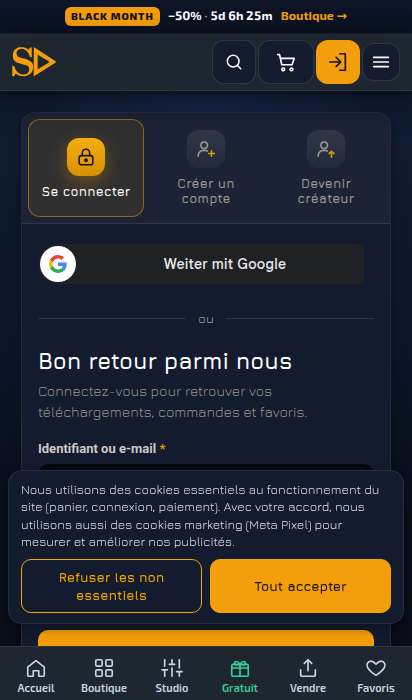 BLACK MONTH −50% · 5d 6h 25m Boutique →
Se connecter
Créer un
compte
Devenir
créateur
Weiter mit Google
ou
Bon retour parmi nous
Connectez-vous pour retrouver vos
téléchargements, commandes et favoris.
Identifiant ou e-mail *
Nous utilisons des cookies essentiels au fonctionnement du
site (panier, connexion, paiement). Avec votre accord, nous
utilisons aussi des cookies marketing (Meta Pixel) pour
mesurer et améliorer nos publicités.
Refuser les non
essentiels
Tout accepter
Accueil Boutique Studio Gratuit Vendre Favoris